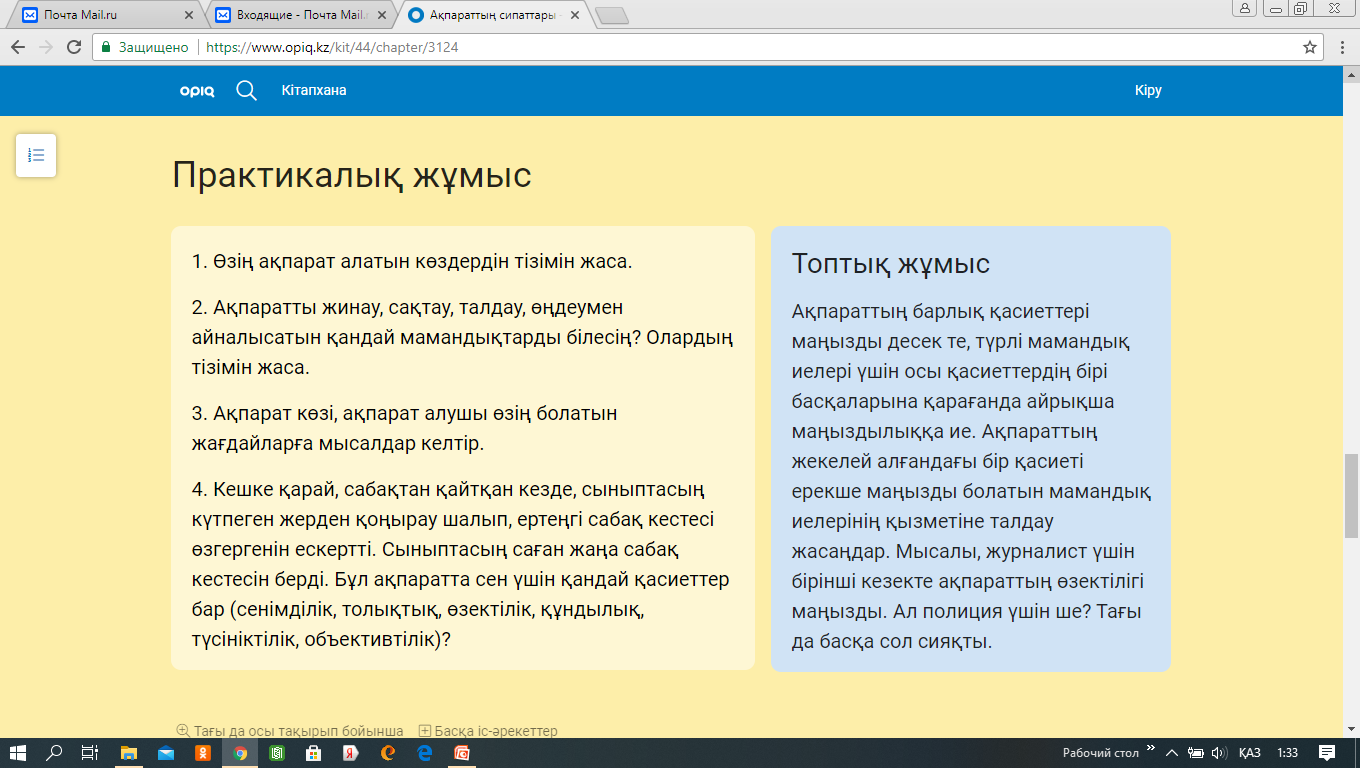 Почта Mail.ru
Входящие - Почта Mail.
Ақпараттың сипаттары
Защищено
https://www.opiq.kz/kit/44/chapter/3124
opiq
Кітапхана
Кіру
Практикалық жұмыс
1. Өзің ақпарат алатын көздердін тізімін жаса.
2. Ақпаратты жинау, сақтау, талдау, өңдеумен
айналысатын қандай мамандықтарды білесің? Олардың
тізімін жаса.
3. Ақпарат көзі, ақпарат алушы өзің болатын
жағдайларға мысалдар келтір.
4. Кешке қарай, сабақтан қайтқан кезде, сыныптасың
күтпеген жерден қоңырау шалып, ертеңгі сабақ кестесі
өзгергенін ескертті. Сыныптасың саған жаңа сабақ
кестесін берді. Бұл ақпаратта сен үшін қандай қасиеттер
бар (сенімділік, толықтық, өзектілік, құндылық,
түсініктілік, объективтілік)?
Топтық жұмыс
Ақпараттың барлық қасиеттері
маңызды десек те, түрлі мамандық
иелері үшін осы қасиеттердің бірі
басқаларына қарағанда айрықша
маңыздылыққа ие. Ақпараттың
жекелей алғандағы бір қасиеті
ерекше маңызды болатын мамандық
иелерінің қызметіне талдау
жасаңдар. Мысалы, журналист үшін
бірінші кезекте ақпараттың өзектілігі
маңызды. Ал полиция үшін ше? Тағы
да басқа сол сияқты.
Тағы да осы тақырып бойынша
Басқа іс-әрекеттер
Рабочий стол
ҚАЗ
1:33